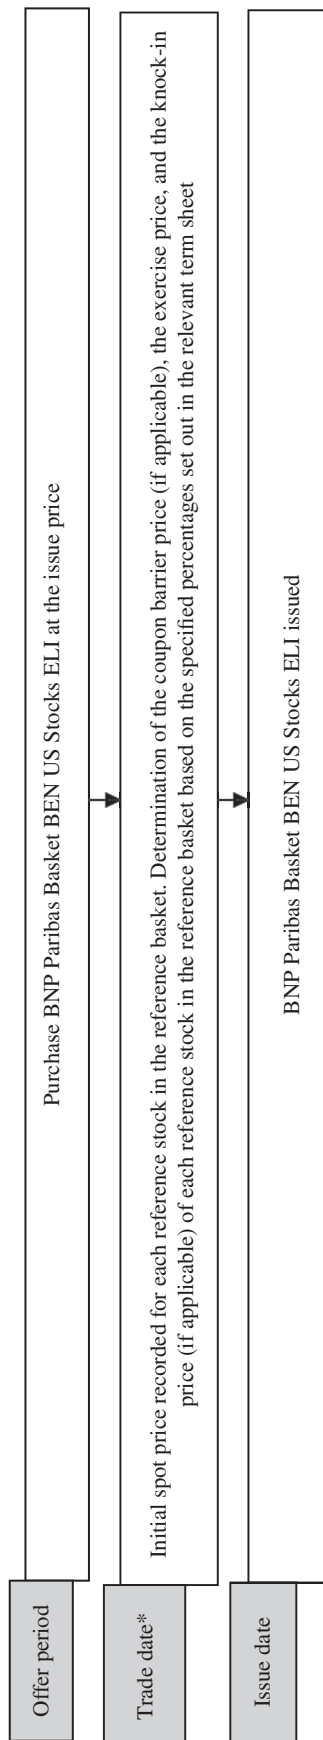 Offer period
Purchase BNP Paribas Basket BEN US Stocks ELI at the issue price
Trade date*
Initial spot price recorded for each reference stock in the reference basket. Determination of the coupon barrier price (if applicable), the exercise price, and the knock-in
price (if applicable) of each reference stock in the reference basket based on the specified percentages set out in the relevant term sheet
Issue date
BNP Paribas Basket BEN US Stocks ELI issued